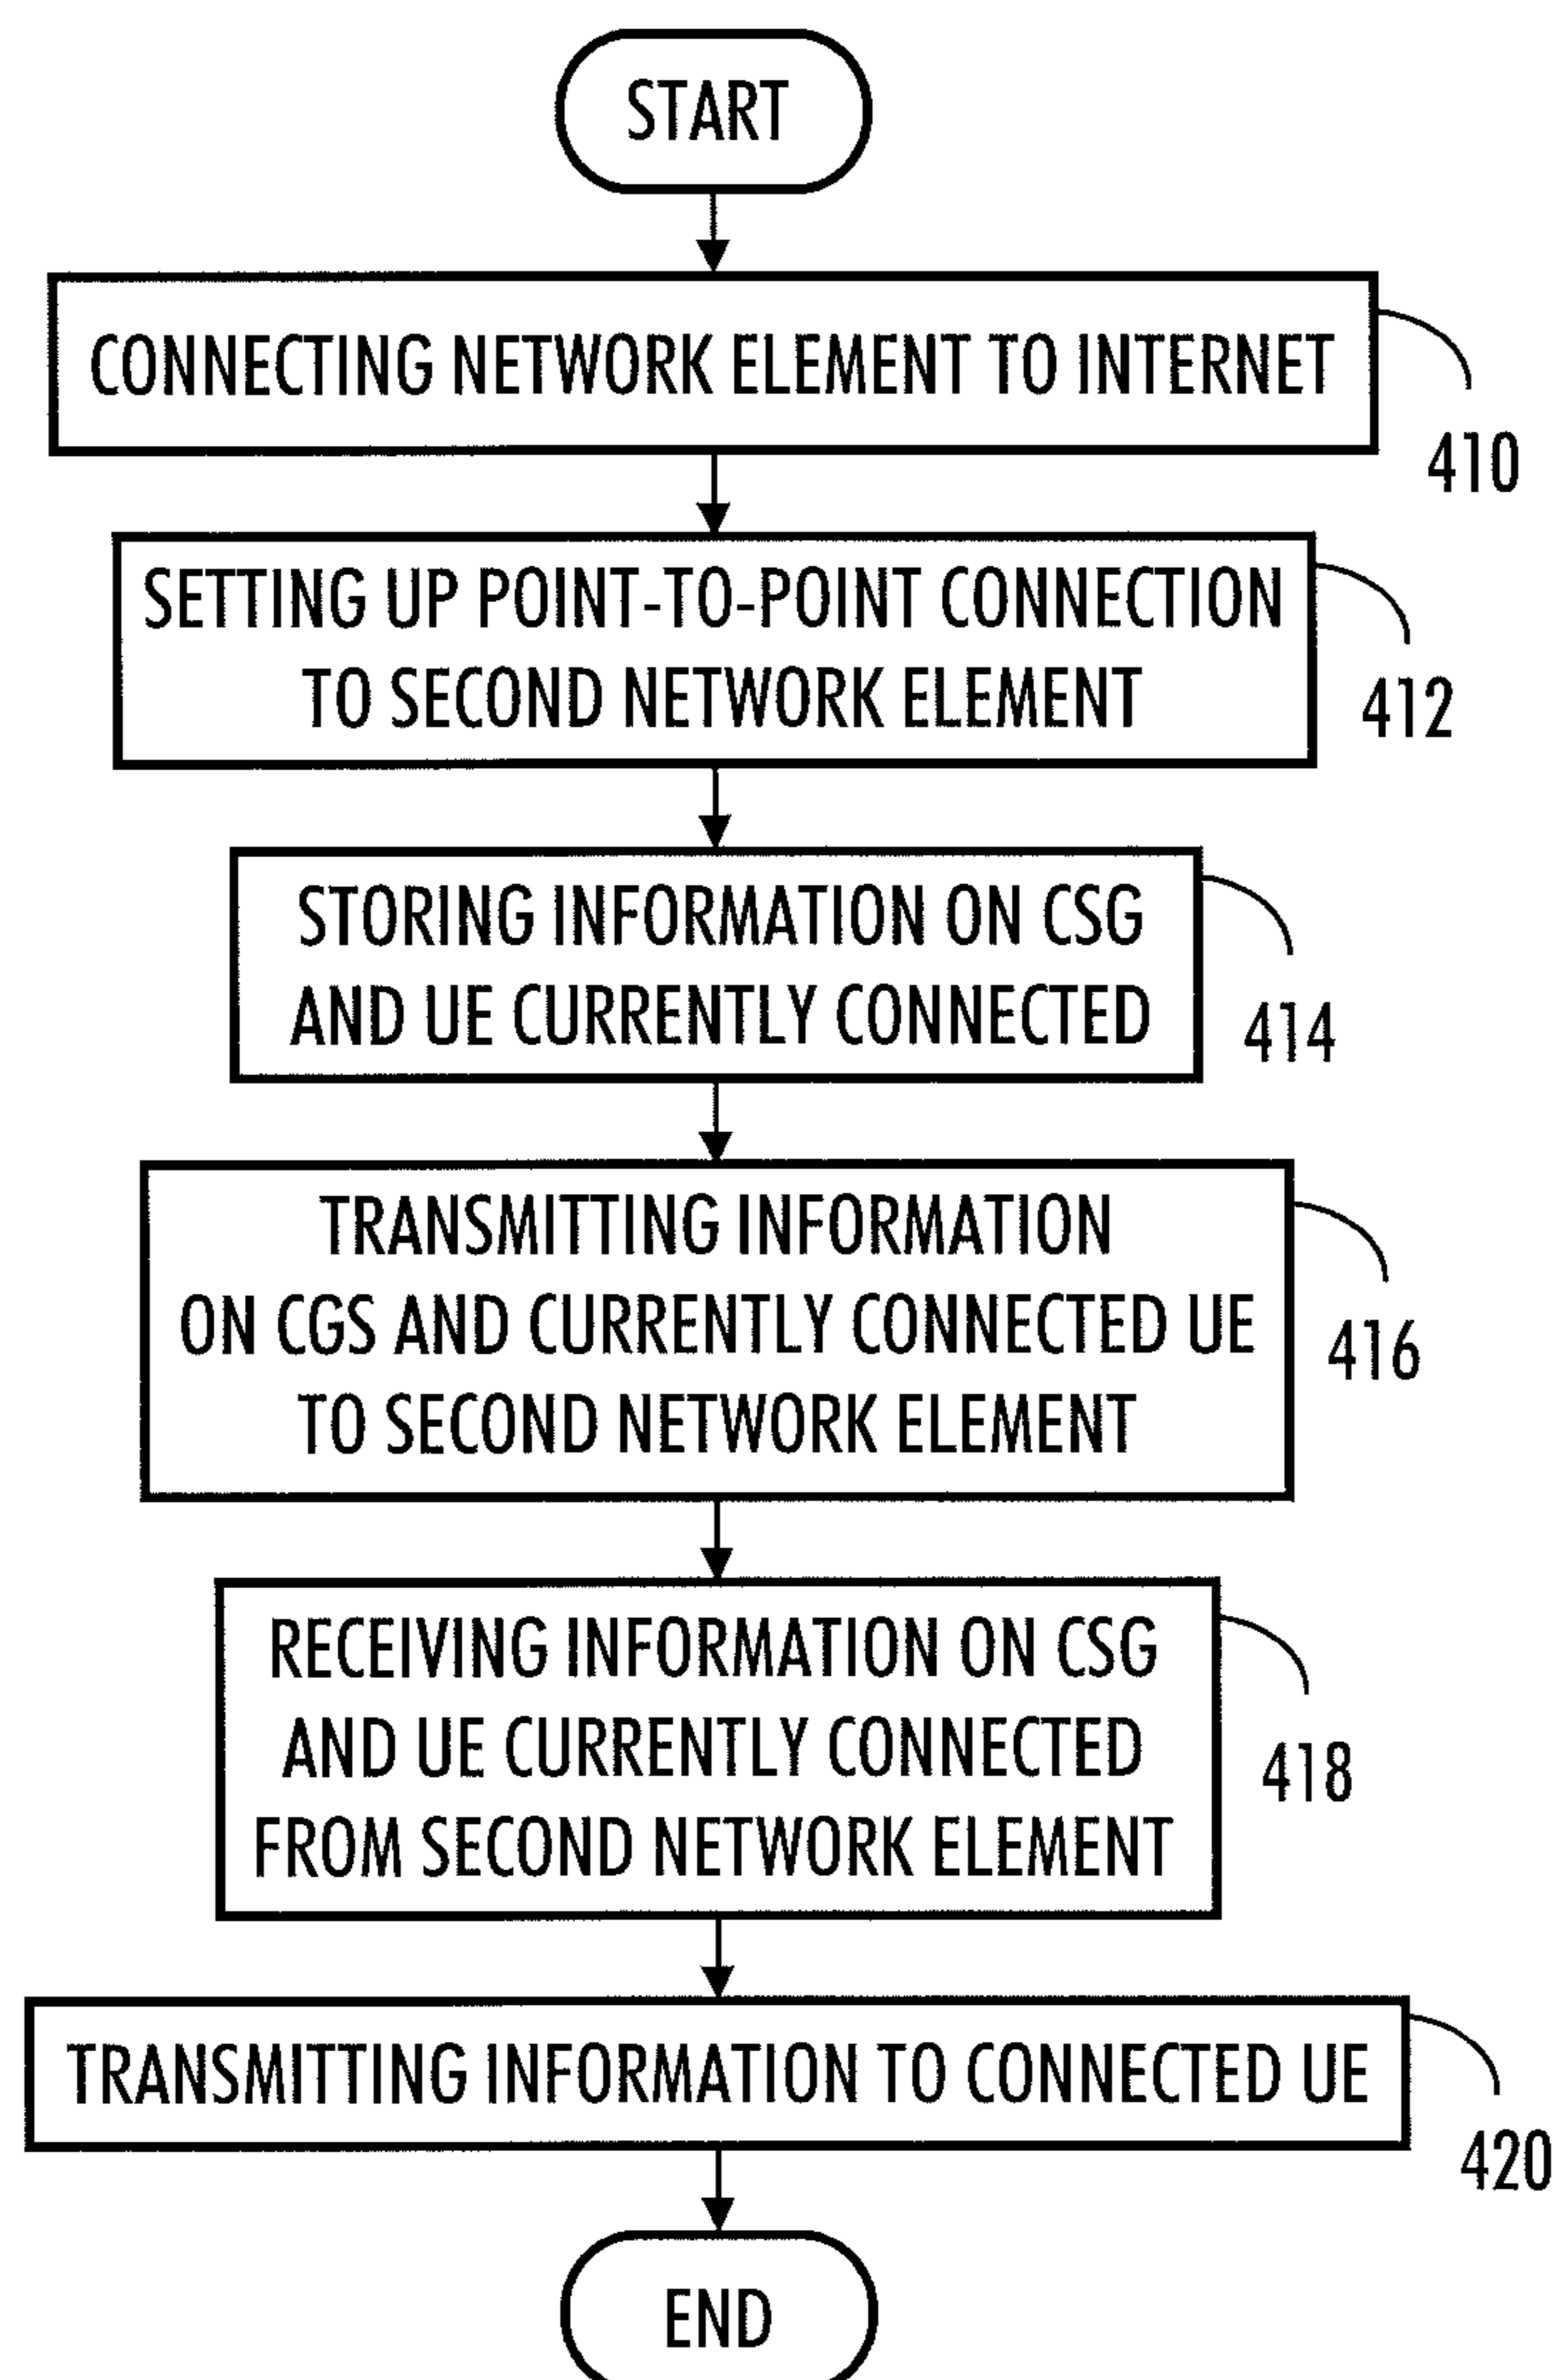 START
CONNECTING NETWORK ELEMENT TO INTERNET
410
SETTING UP POINT-TO-POINT CONNECTION
TO SECOND NETWORK ELEMENT
412
STORING INFORMATION ON CSG
AND UE CURRENTLY CONNECTED
414
TRANSMITTING INFORMATION
ON CGS AND CURRENTLY CONNECTED UE
TO SECOND NETWORK ELEMENT
416
RECEIVING INFORMATION ON CSG
AND UE CURRENTLY CONNECTED
FROM SECOND NETWORK ELEMENT
418
TRANSMITTING INFORMATION TO CONNECTED UE
420
END